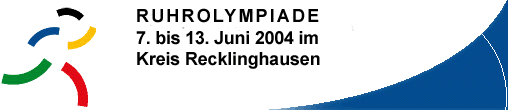 RUHROLYMPIADE
7. bis 13. Juni 2004 im
Kreis Recklinghausen